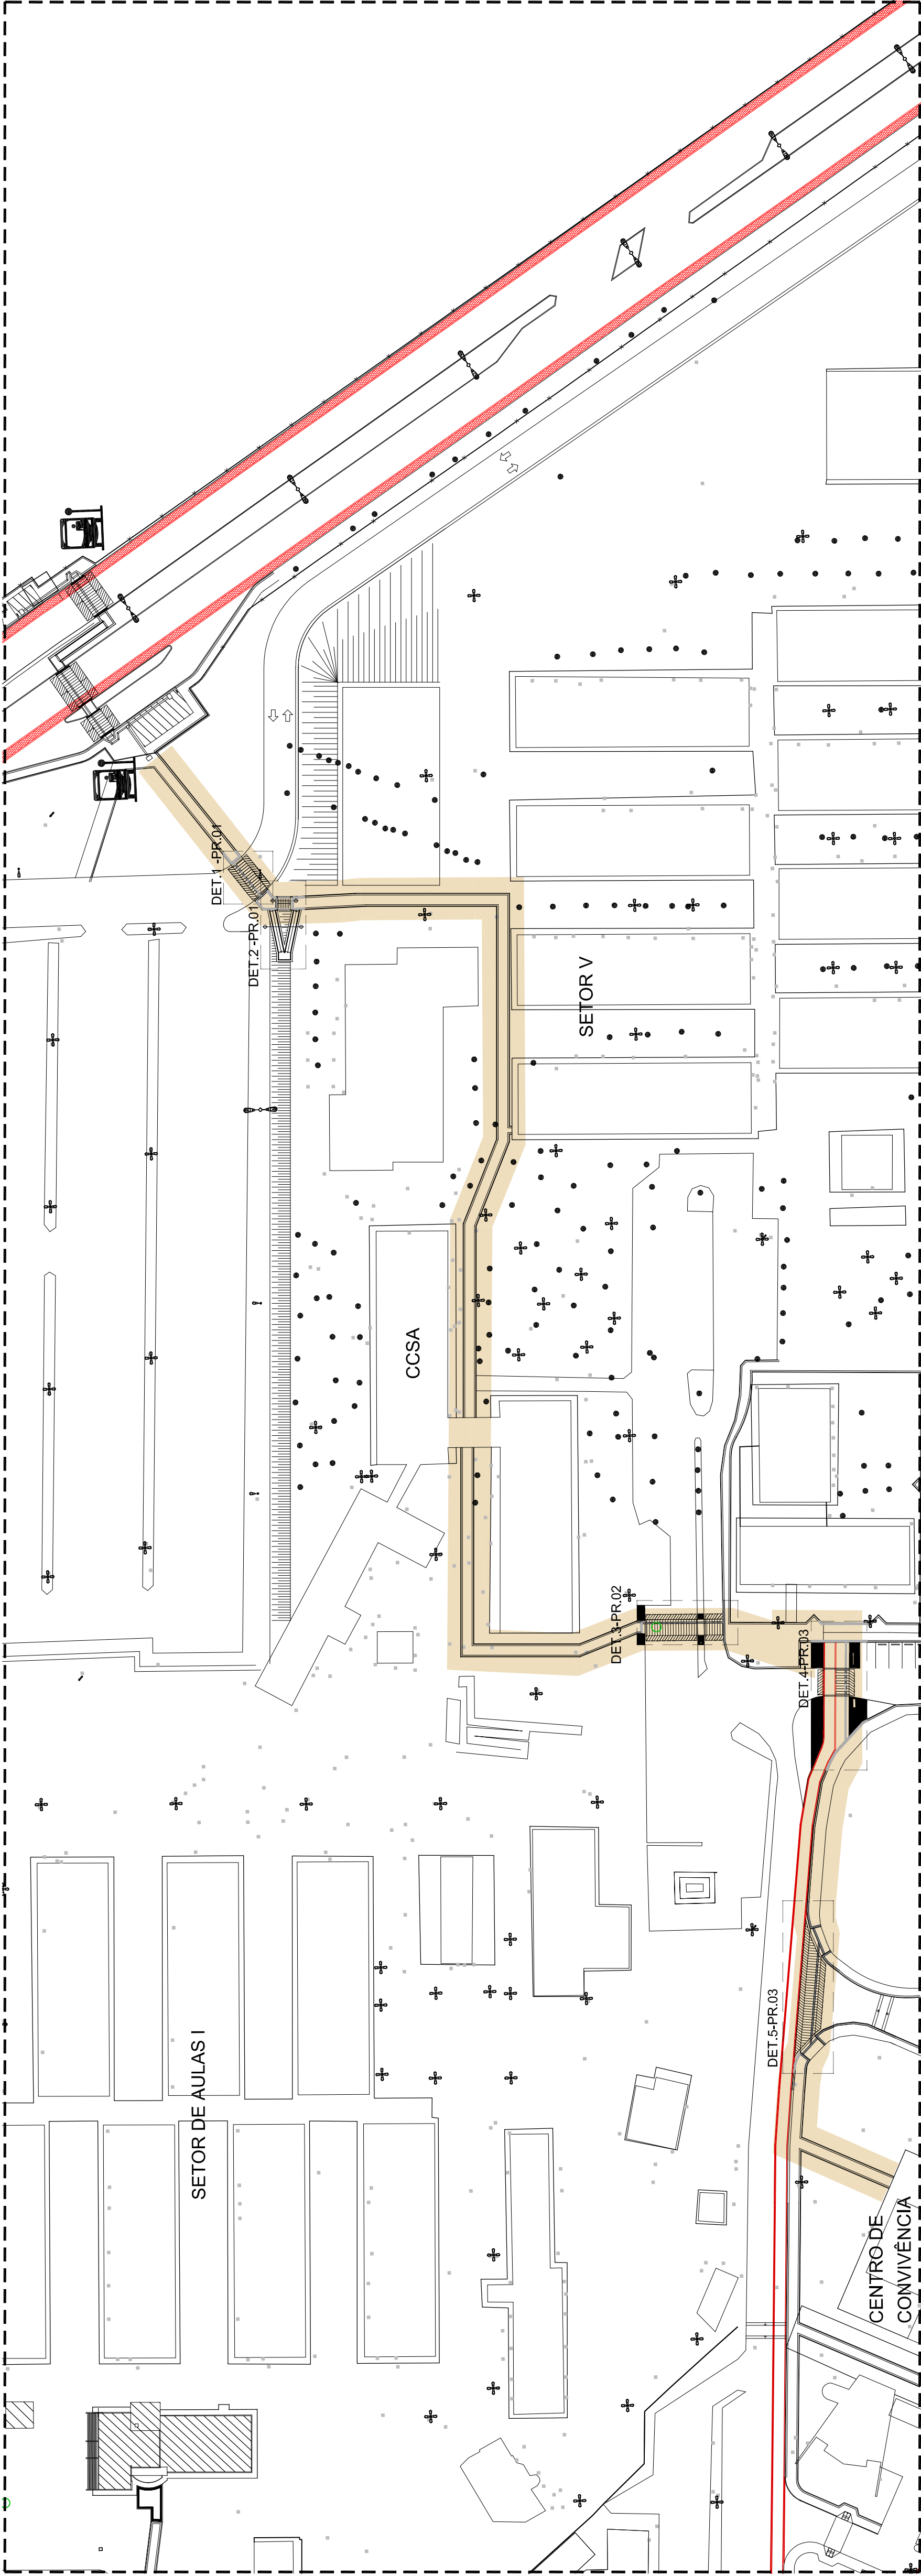 DET.1 -PR.01
DET.2 -PR.01
SETOR V
CCSA
DET.3-PR.02
DET.4-PR.03
DET.5-PR.03
SETOR DE AULAS I
CENTRO DE
CONVIVÊNCIA